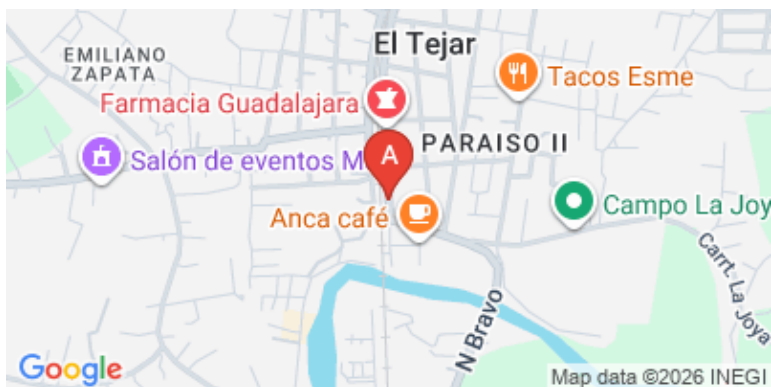 El Tejar
EMILIANO
ZAPATA
Tacos Esme
Farmacia Guadalajara
PARAISO II
A
Salón de eventos M
Anca café
Campo La Joy
Carrt. La Joya
N Bravo
Google
Map data ©2026 INEGI